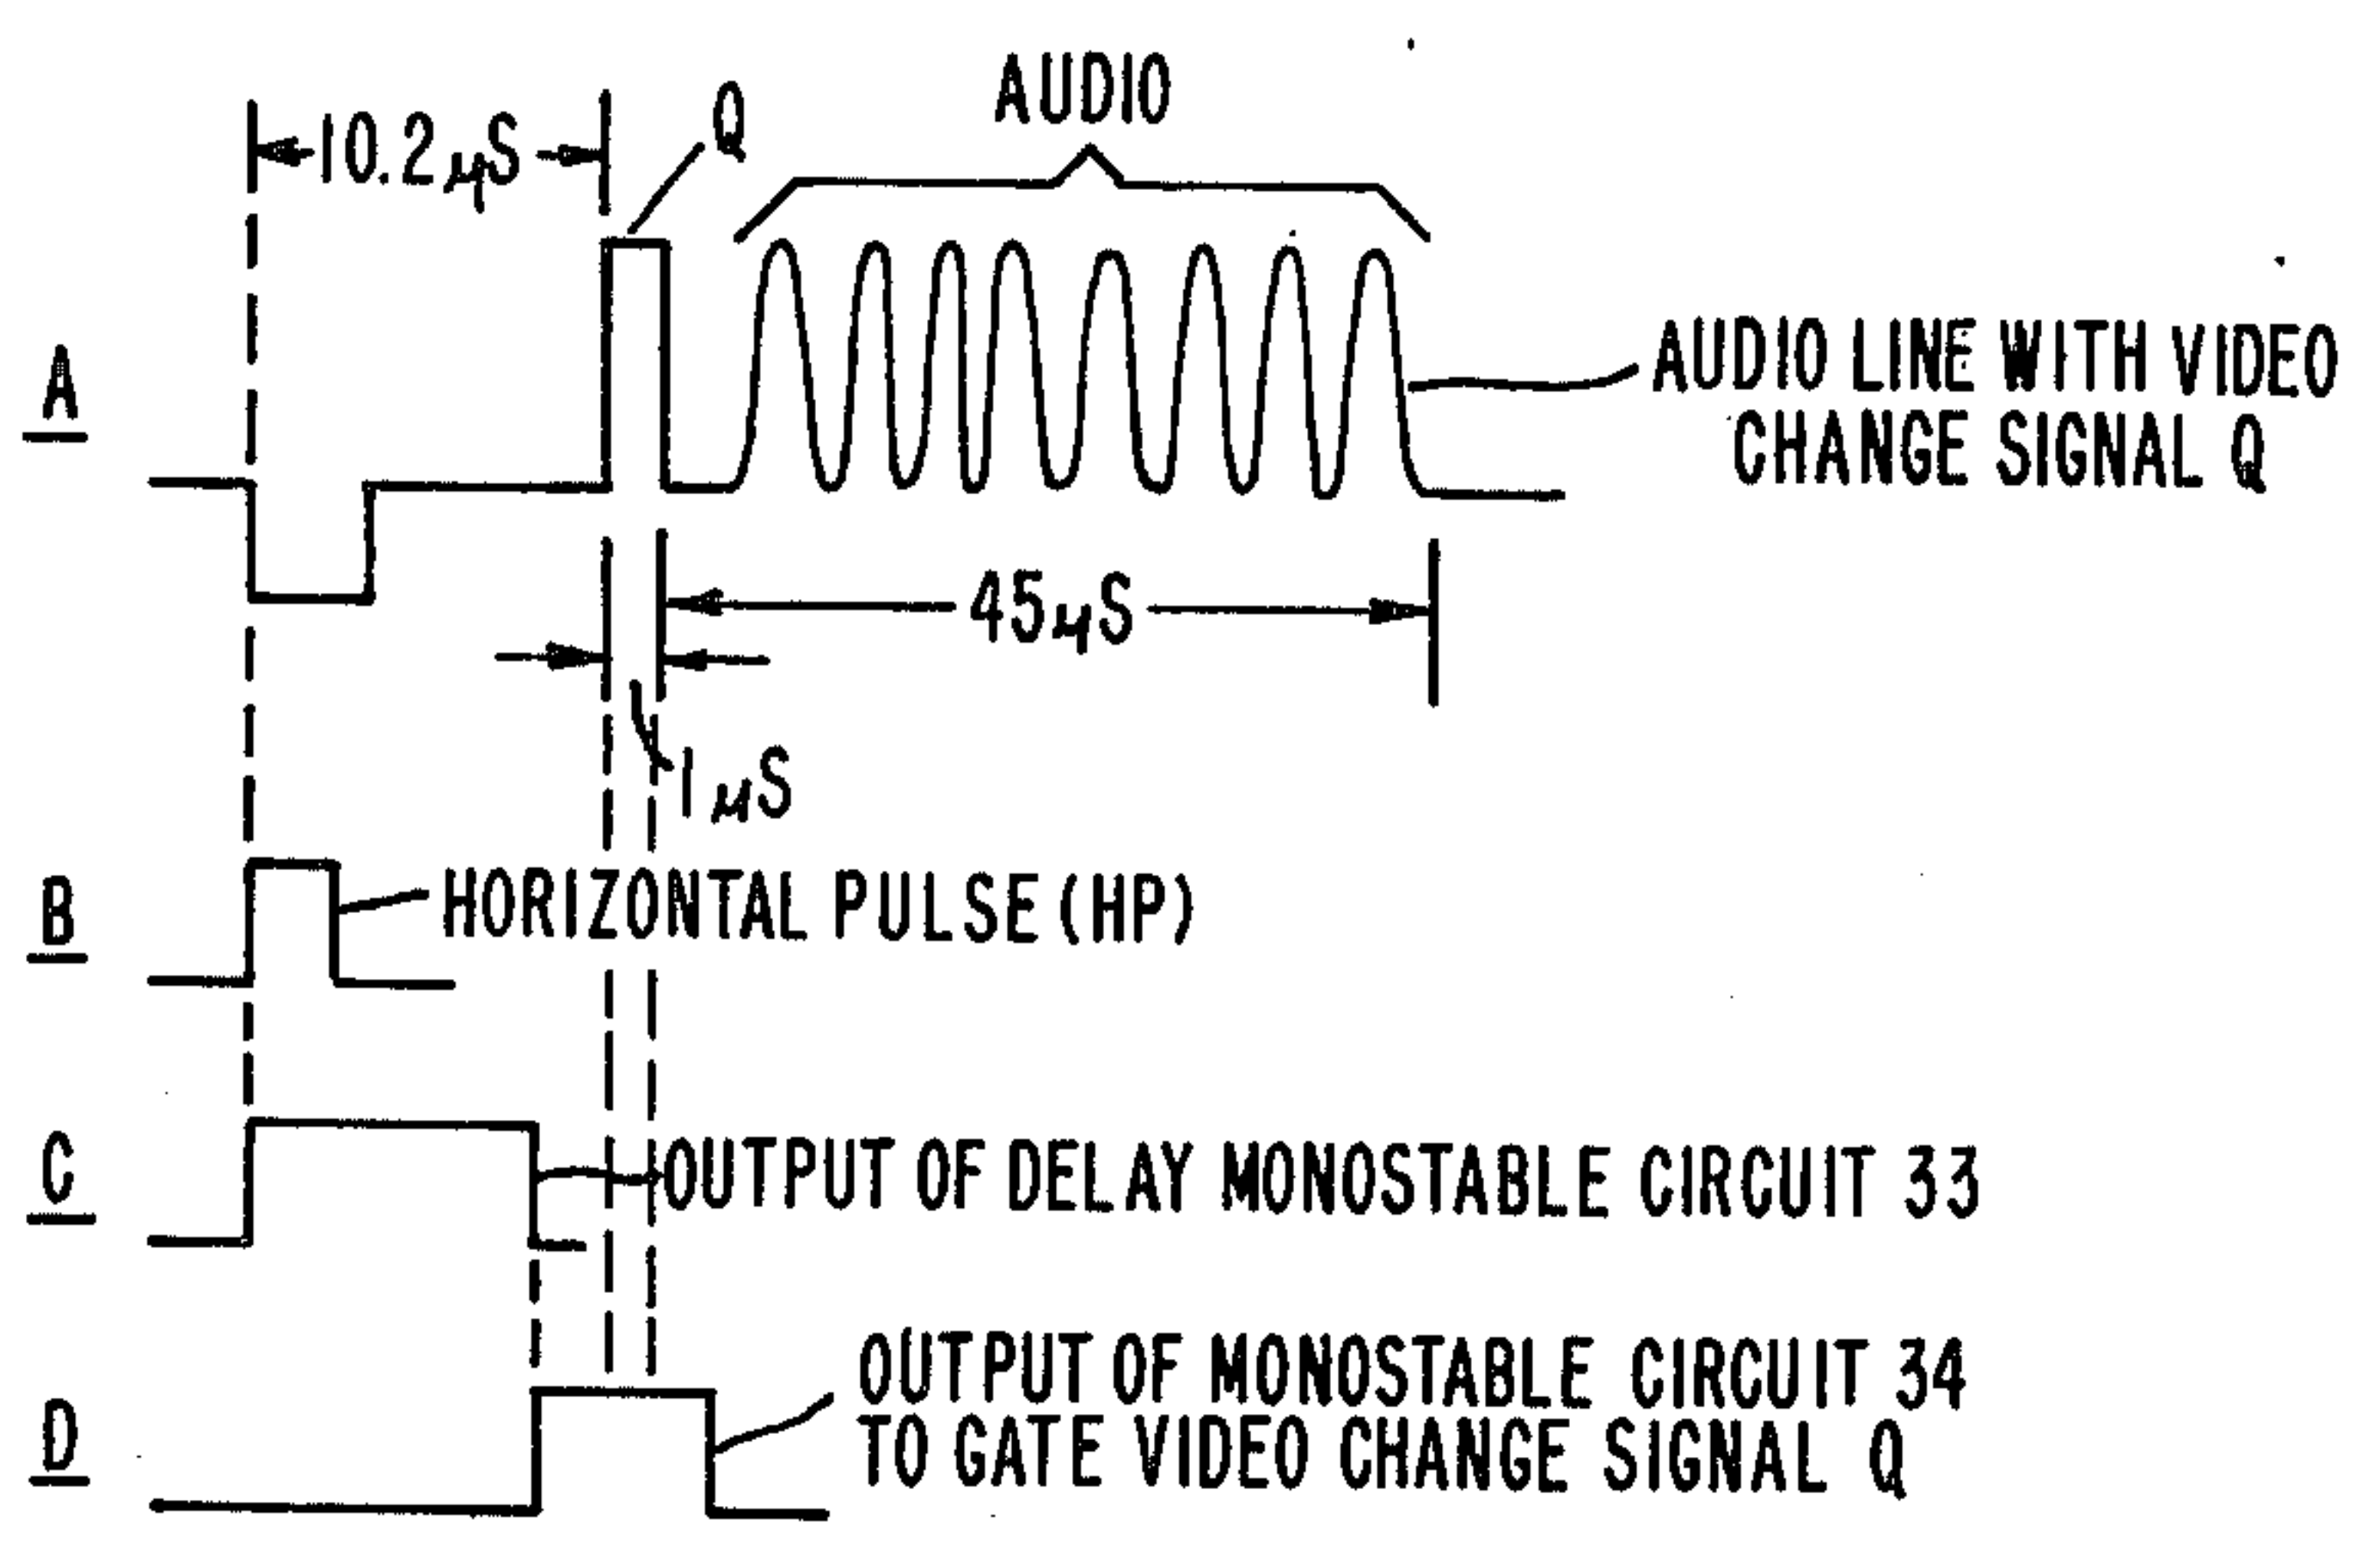 AUDIO
Q
10.2µS
A
AUDIO LINE WITH VIDEO
CHANGE SIGNAL Q
45µS
1µS
B
HORIZONTAL PULSE (HP)
C
OUTPUT OF DELAY MONOSTABLE CIRCUIT 33
D
OUTPUT OF MONOSTABLE CIRCUIT 34
TO GATE VIDEO CHANGE SIGNAL Q